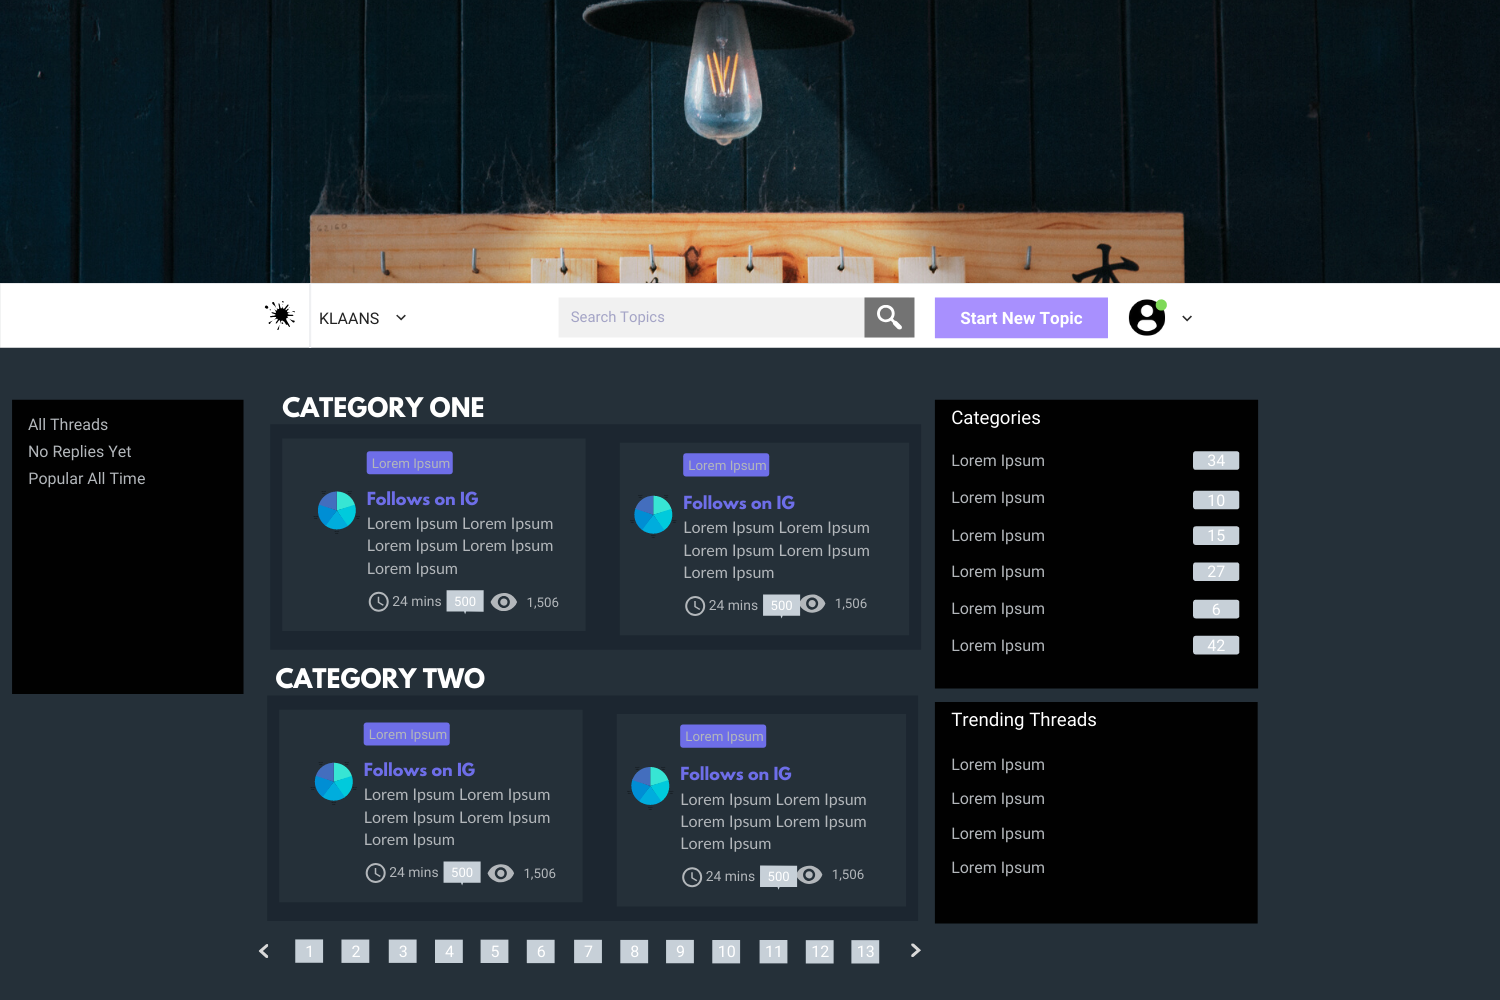 KLAANS
Search Topics
Start New Topic
All Threads
No Replies Yet
Popular All Time
CATEGORY ONE
Lorem Ipsum
Follows on IG
Lorem Ipsum Lorem Ipsum
Lorem Ipsum Lorem Ipsum
Lorem Ipsum
24 mins 500 1,506
Lorem Ipsum
Follows on IG
Lorem Ipsum Lorem Ipsum
Lorem Ipsum Lorem Ipsum
Lorem Ipsum
24 mins 500 1,506
CATEGORY TWO
Lorem Ipsum
Follows on IG
Lorem Ipsum Lorem Ipsum
Lorem Ipsum Lorem Ipsum
Lorem Ipsum
24 mins 500 1,506
Lorem Ipsum
Follows on IG
Lorem Ipsum Lorem Ipsum
Lorem Ipsum Lorem Ipsum
Lorem Ipsum
24 mins 500 1,506
1 2 3 4 5 6 7 8 9 10 11 12 13
Categories
Lorem Ipsum 34
Lorem Ipsum 10
Lorem Ipsum 15
Lorem Ipsum 27
Lorem Ipsum 6
Lorem Ipsum 42
Trending Threads
Lorem Ipsum
Lorem Ipsum
Lorem Ipsum
Lorem Ipsum